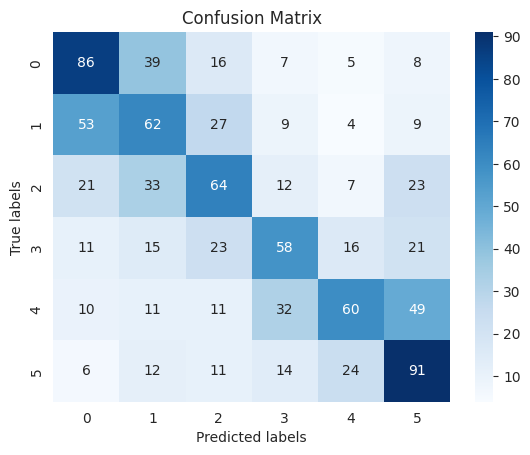 Confusion Matrix
0 86 39 16 7 5 8
1 53 62 27 9 4 9
2 21 33 64 12 7 23
3 11 15 23 58 16 21
4 10 11 11 32 60 49
5 6 12 11 14 24 91
0 1 2 3 4 5
Predicted labels
True labels
90
80
70
60
50
40
30
20
10